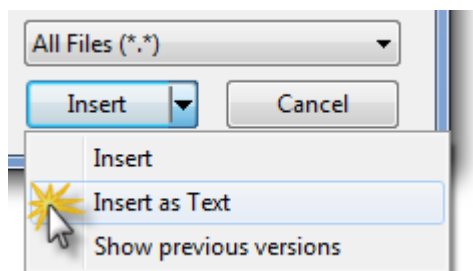 All Files (*.*)
Insert Cancel
Insert
Insert as Text
Show previous versions